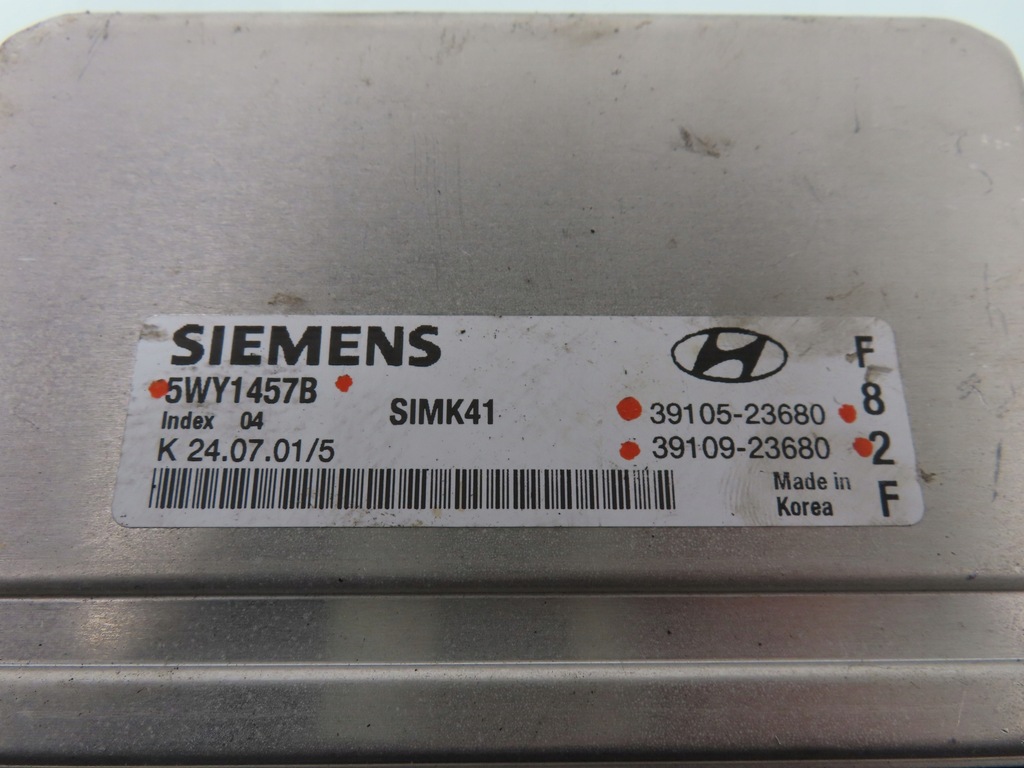 SIEMENS
5WY1457B
Index 04
K 24.07.01/5
SIMK41
39105-23680
39109-23680
Made in
Korea
F
8
2
F